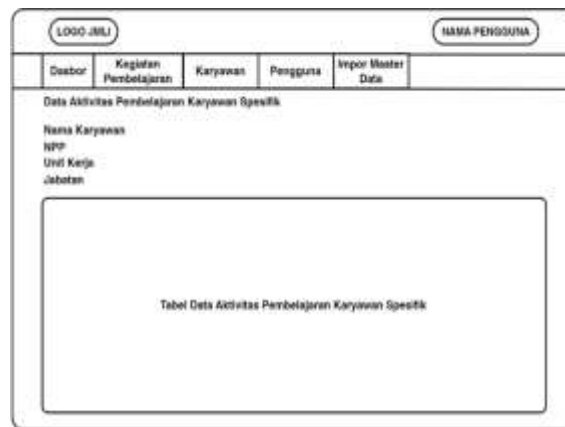 LOGO JMLI
NAMA PENGGUNA
Dasbor
Kegiatan
Pembelajaran
Karyawan
Pengguna
Impor Master
Data
Data Aktivitas Pembelajaran Karyawan Spesifik
Nama Karyawan
NPP
Unit Kerja
Jabatan
Tabel Data Aktivitas Pembelajaran Karyawan Spesifik